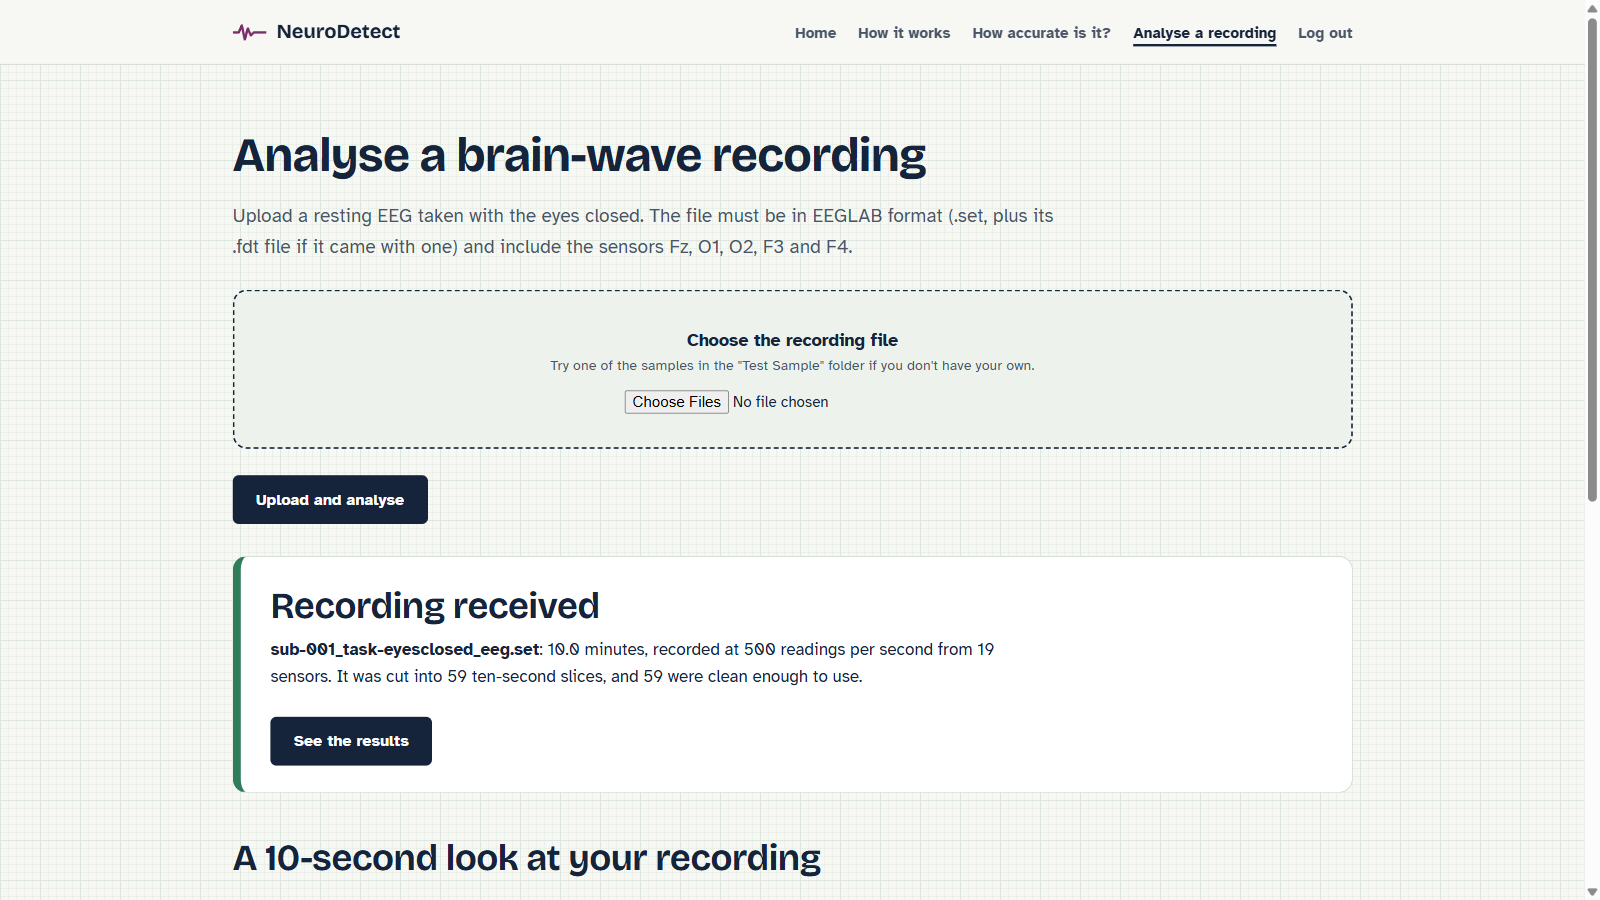 NeuroDetect
Home
How it works
How accurate is it?
Analyse a recording
Log out
Analyse a brain-wave recording
Upload a resting EEG taken with the eyes closed. The file must be in EEGLAB format (.set, plus its
.fdt file if it came with one) and include the sensors Fz, O1, O2, F3 and F4.
Choose the recording file
Try one of the samples in the "Test Sample" folder if you don't have your own.
Choose Files No file chosen
Upload and analyse
Recording received
sub-001_task-eyesclosed_eeg.set: 10.0 minutes, recorded at 500 readings per second from 19
sensors. It was cut into 59 ten-second slices, and 59 were clean enough to use.
See the results
A 10-second look at your recording